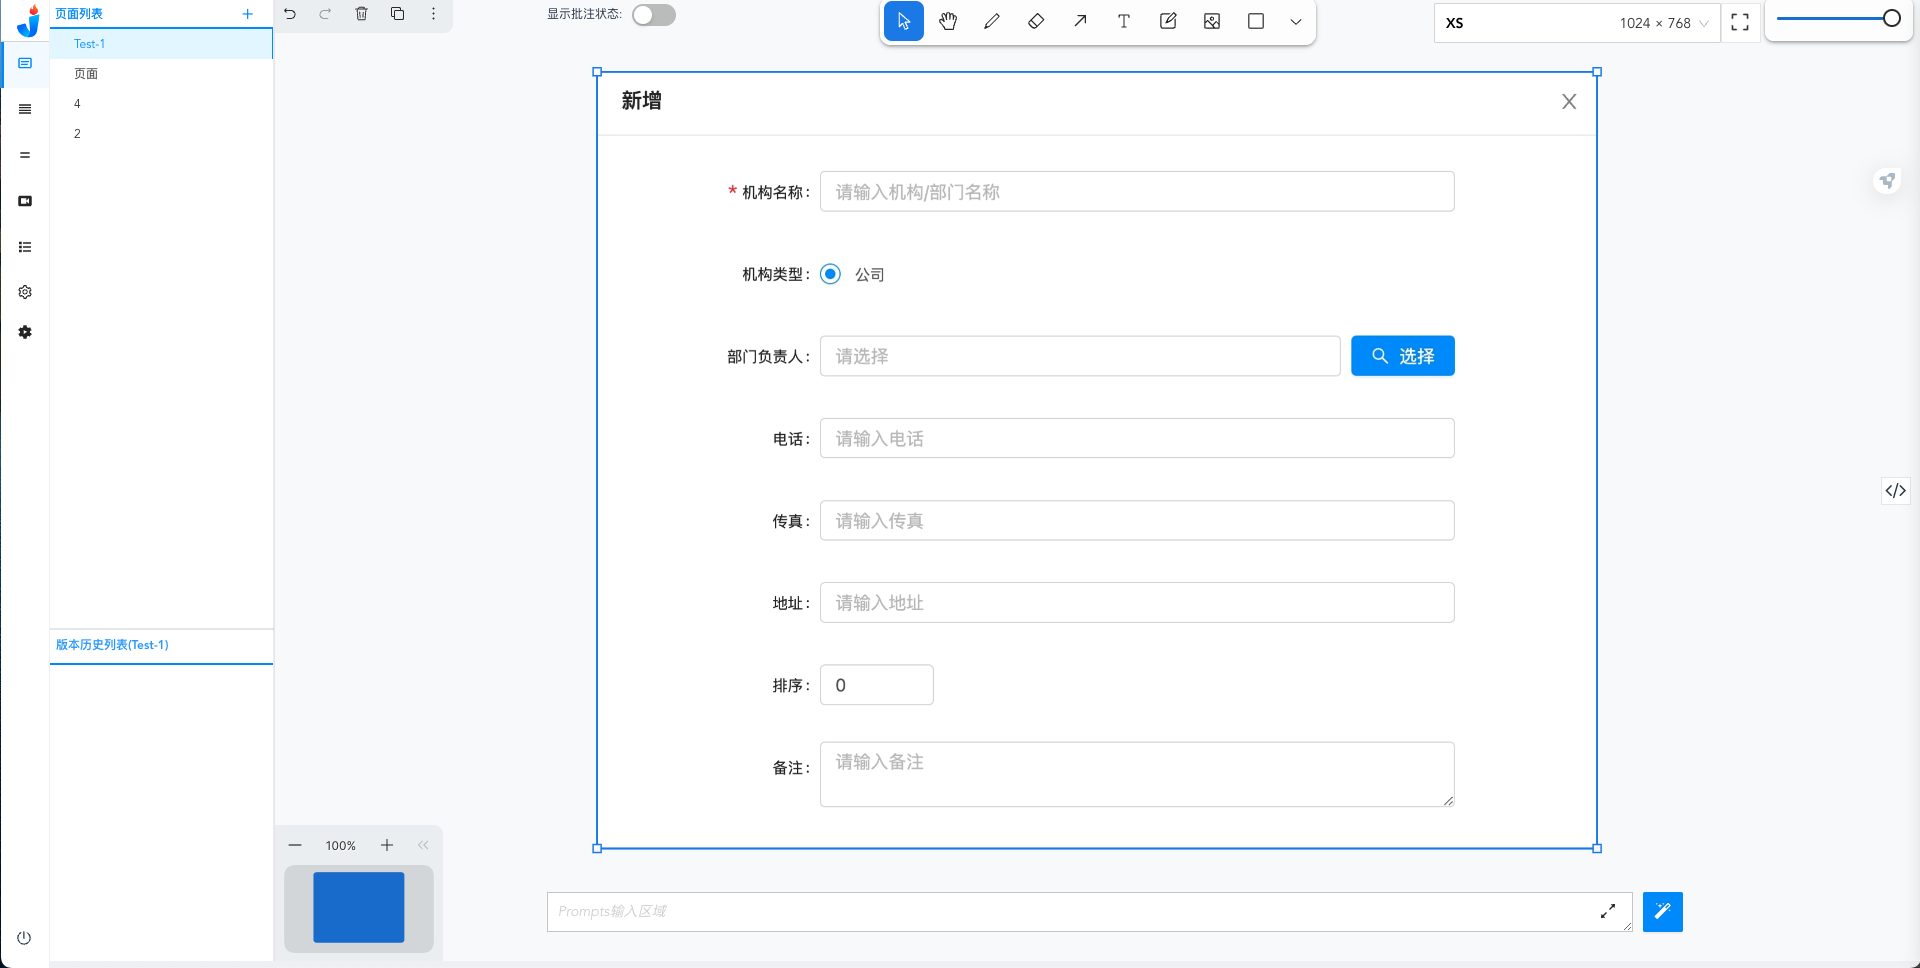 页面列表
显示批注状态:
XS
1024 × 768
Test-1
页面
4
2
新增
* 机构名称:
请输入机构/部门名称
机构类型:
公司
部门负责人:
请选择
选择
电话:
请输入电话
传真:
请输入传真
地址:
请输入地址
排序:
0
备注:
请输入备注
版本历史列表(Test-1)
100%
Prompts输入区域